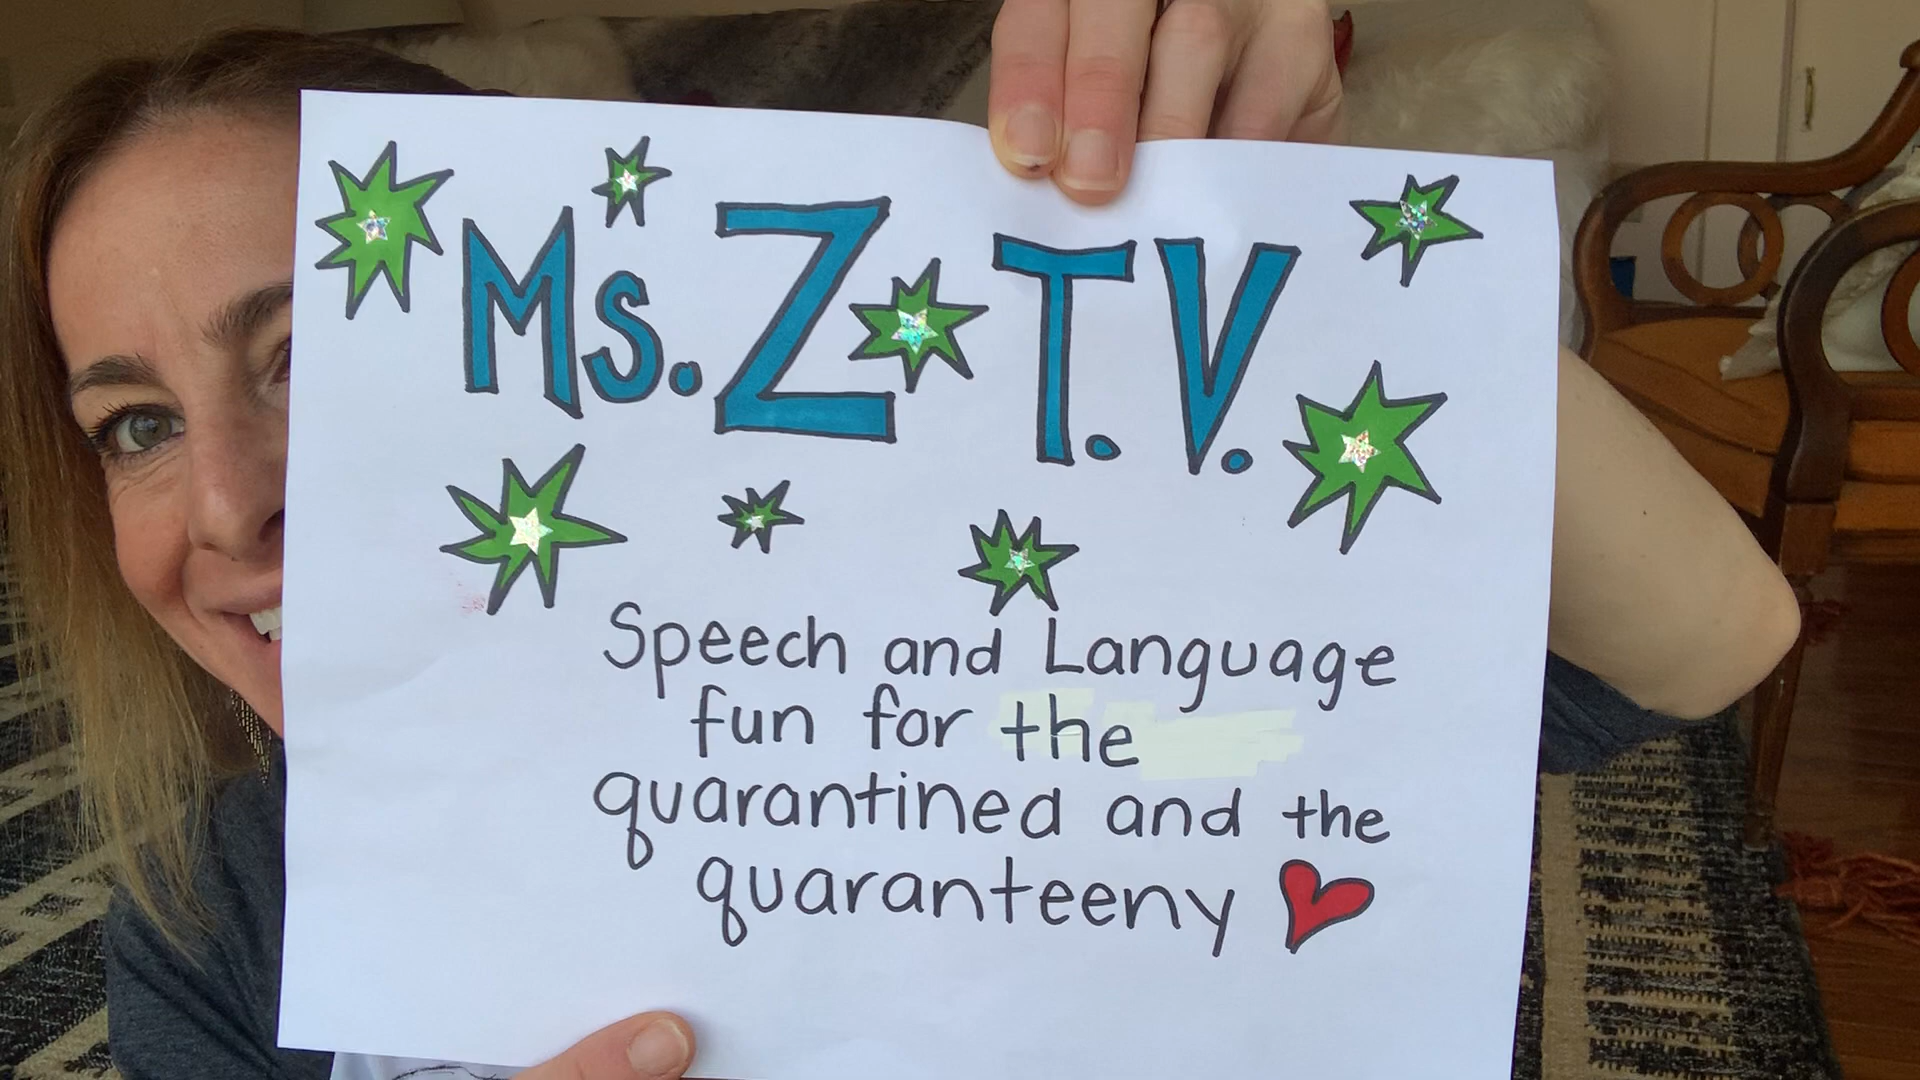 Ms. Z T.V.
Speech and Language
fun for the
quarantined and the
quaranteeny